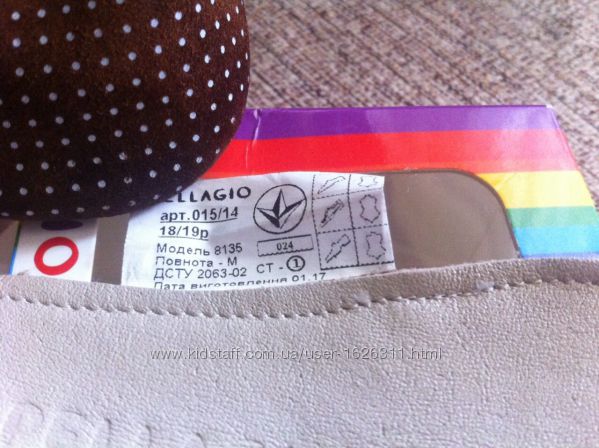 ELLAGIO
арт.015/14
18/19р
Модель 8135
024
Повнота - М
ДСТУ 2063-02 СТ - 1
Дата виготовлення 01.17
www.kidstaff.com.ua/user-1626311.html